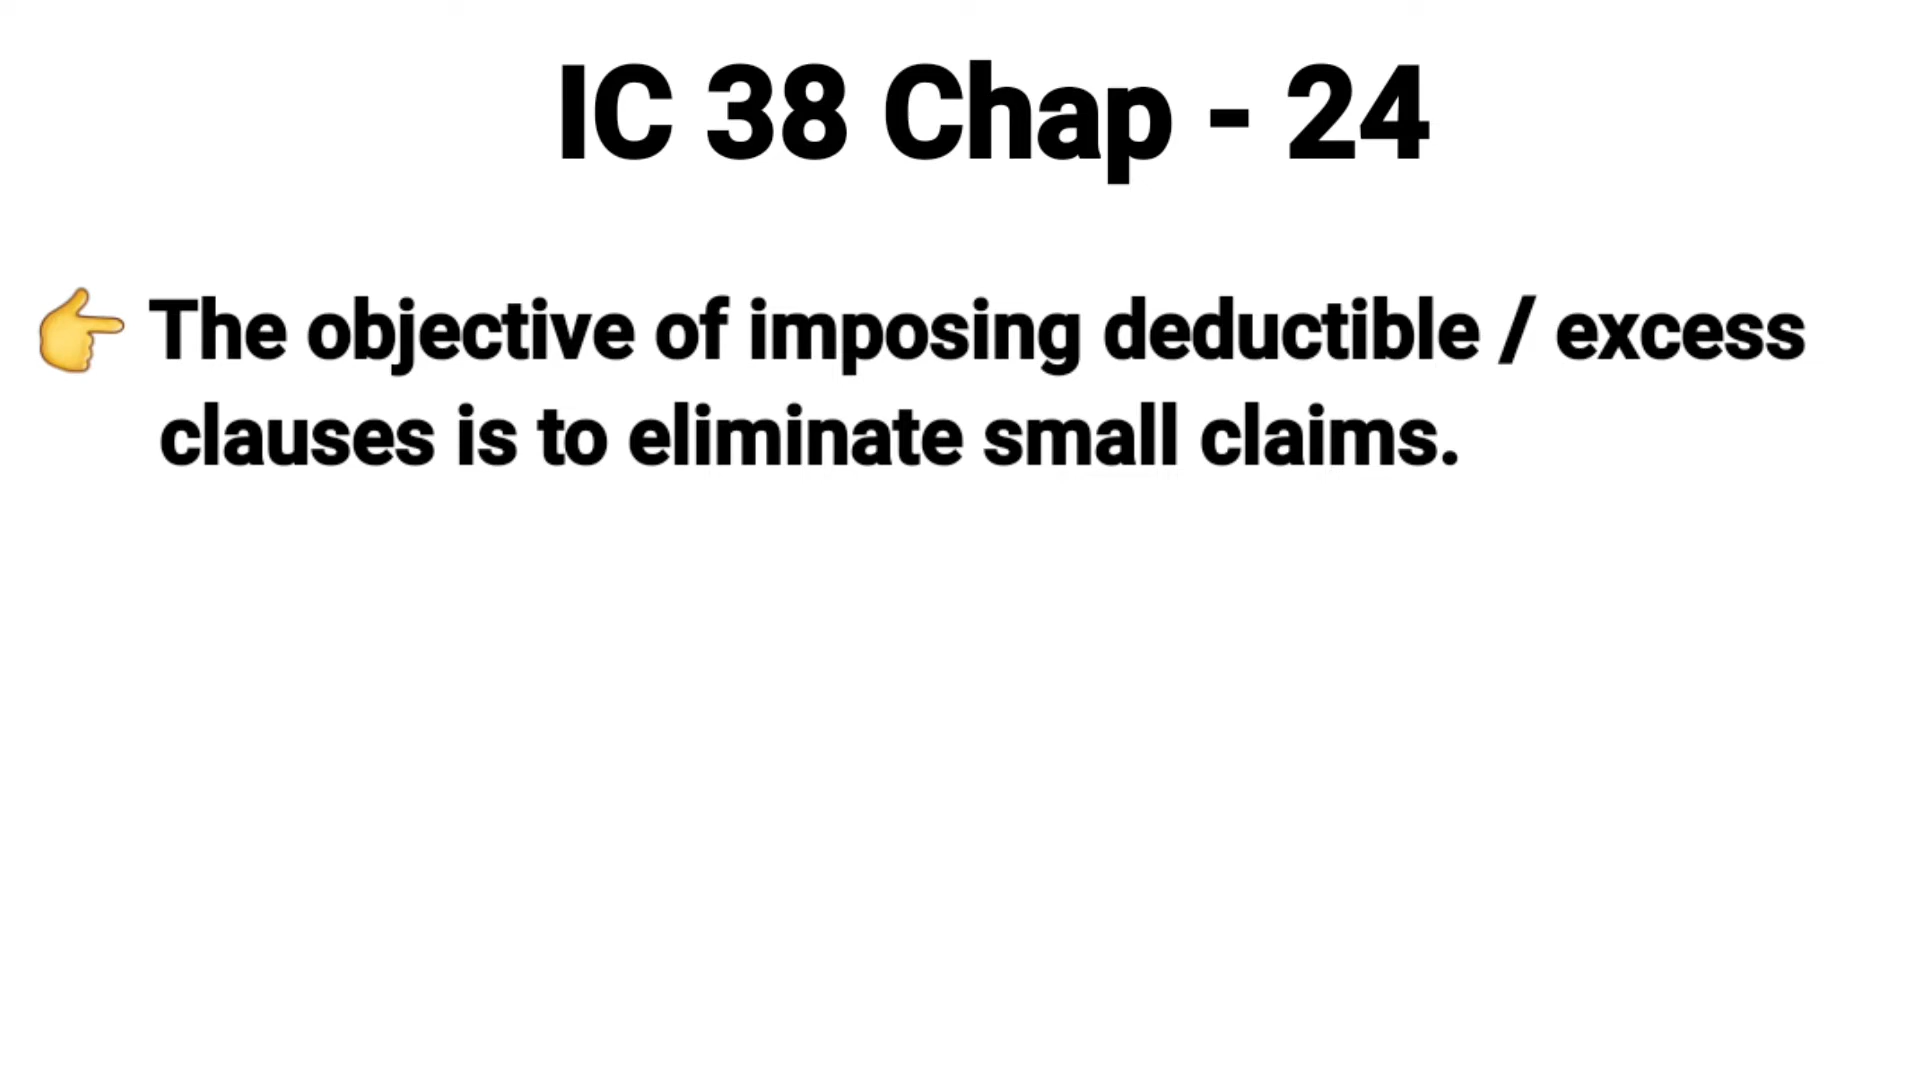 IC 38 Chap - 24
👉 The objective of imposing deductible / excess
clauses is to eliminate small claims.